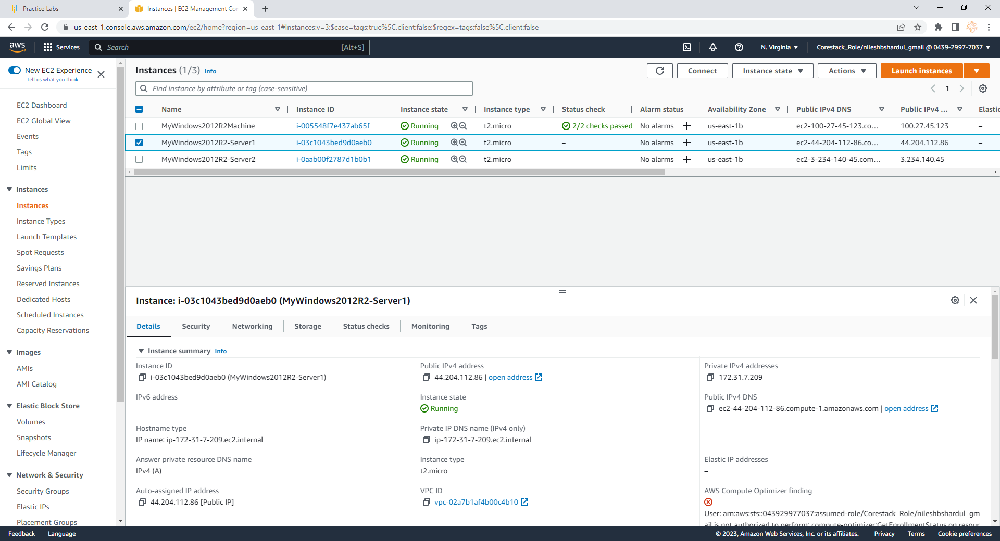 Practice Labs
Instances | EC2 Management Con
us-east-1.console.aws.amazon.com/ec2/home?region=us-east-1#Instances:v=3;$case=tags:true%5C,client:false;$regex=tags:false%5C,client:false
aws
Services
Search
[Alt+S]
N. Virginia
Corestack_Role/nileshbshardul_gmail @ 0439-2997-7037
New EC2 Experience
Tell us what you think
EC2 Dashboard
EC2 Global View
Events
Tags
Limits
Instances
Instances
Instance Types
Launch Templates
Spot Requests
Savings Plans
Reserved Instances
Dedicated Hosts
Scheduled Instances
Capacity Reservations
Images
AMIs
AMI Catalog
Elastic Block Store
Volumes
Snapshots
Lifecycle Manager
Network & Security
Security Groups
Elastic IPs
Placement Groups
Instances (1/3) Info
Connect
Instance state
Actions
Launch instances
Find instance by attribute or tag (case-sensitive)
1
Name Instance ID Instance state Instance type Status check Alarm status Availability Zone Public IPv4 DNS Public IPv4 ... Elastic
MyWindows2012R2Machine i-005548f7e437ab65f Running t2.micro 2/2 checks passed No alarms + us-east-1b ec2-100-27-45-123.co... 100.27.45.123 –
MyWindows2012R2-Server1 i-03c1043bed9d0aeb0 Running t2.micro – No alarms + us-east-1b ec2-44-204-112-86.co... 44.204.112.86 –
MyWindows2012R2-Server2 i-0aab00f2787d1b0b1 Running t2.micro – No alarms + us-east-1b ec2-3-234-140-45.com... 3.234.140.45 –
Instance: i-03c1043bed9d0aeb0 (MyWindows2012R2-Server1)
Details Security Networking Storage Status checks Monitoring Tags
Instance summary Info
Instance ID
i-03c1043bed9d0aeb0 (MyWindows2012R2-Server1)
Public IPv4 address
44.204.112.86 | open address
Private IPv4 addresses
172.31.7.209
IPv6 address
–
Instance state
Running
Public IPv4 DNS
ec2-44-204-112-86.compute-1.amazonaws.com | open address
Hostname type
IP name: ip-172-31-7-209.ec2.internal
Private IP DNS name (IPv4 only)
ip-172-31-7-209.ec2.internal
Answer private resource DNS name
IPv4 (A)
Instance type
t2.micro
Elastic IP addresses
–
Auto-assigned IP address
44.204.112.86 [Public IP]
VPC ID
vpc-02a7b1af4b00c4b10
AWS Compute Optimizer finding
User: arn:aws:sts::043929977037:assumed-role/Corestack_Role/nileshbshardul_gm
ail is not authorized to perform: compute-optimizer:GetEnrollmentStatus on resour
Feedback
Language
© 2023, Amazon Web Services, Inc. or its affiliates.
Privacy
Terms
Cookie preferences